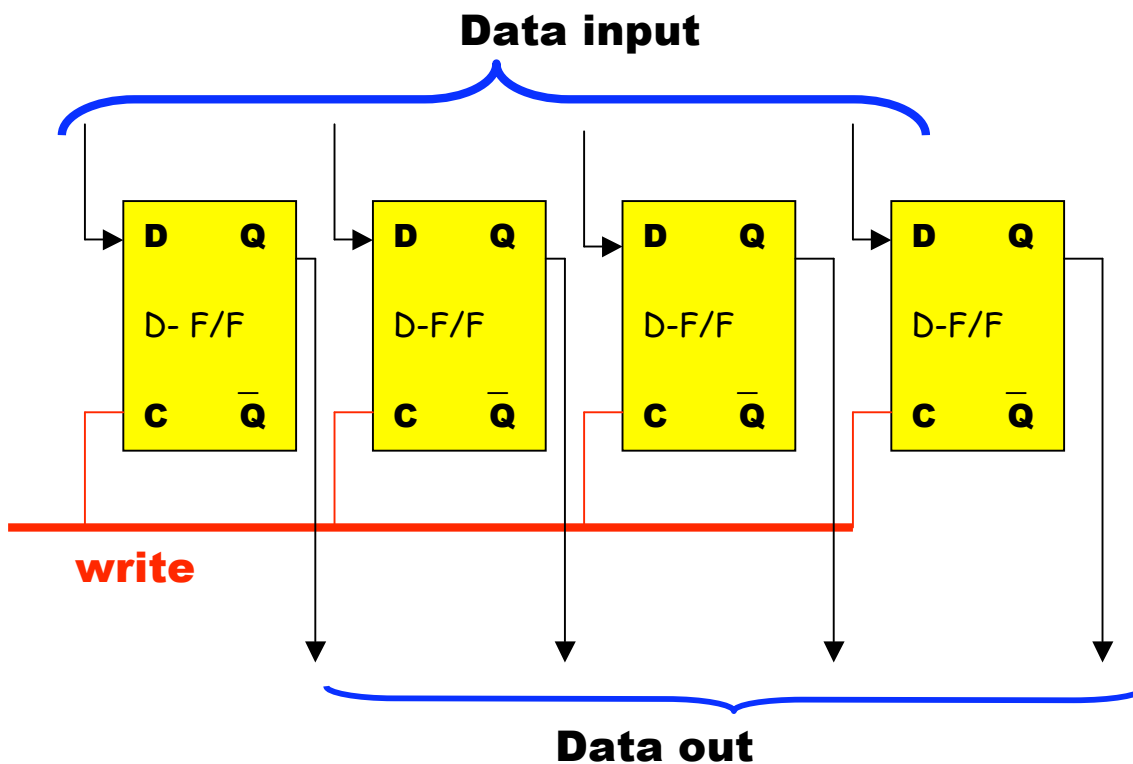 Data input
D Q D Q D Q D Q
D- F/F D-F/F D-F/F D-F/F
C Q̅ C Q̅ C Q̅ C Q̅
write
Data out